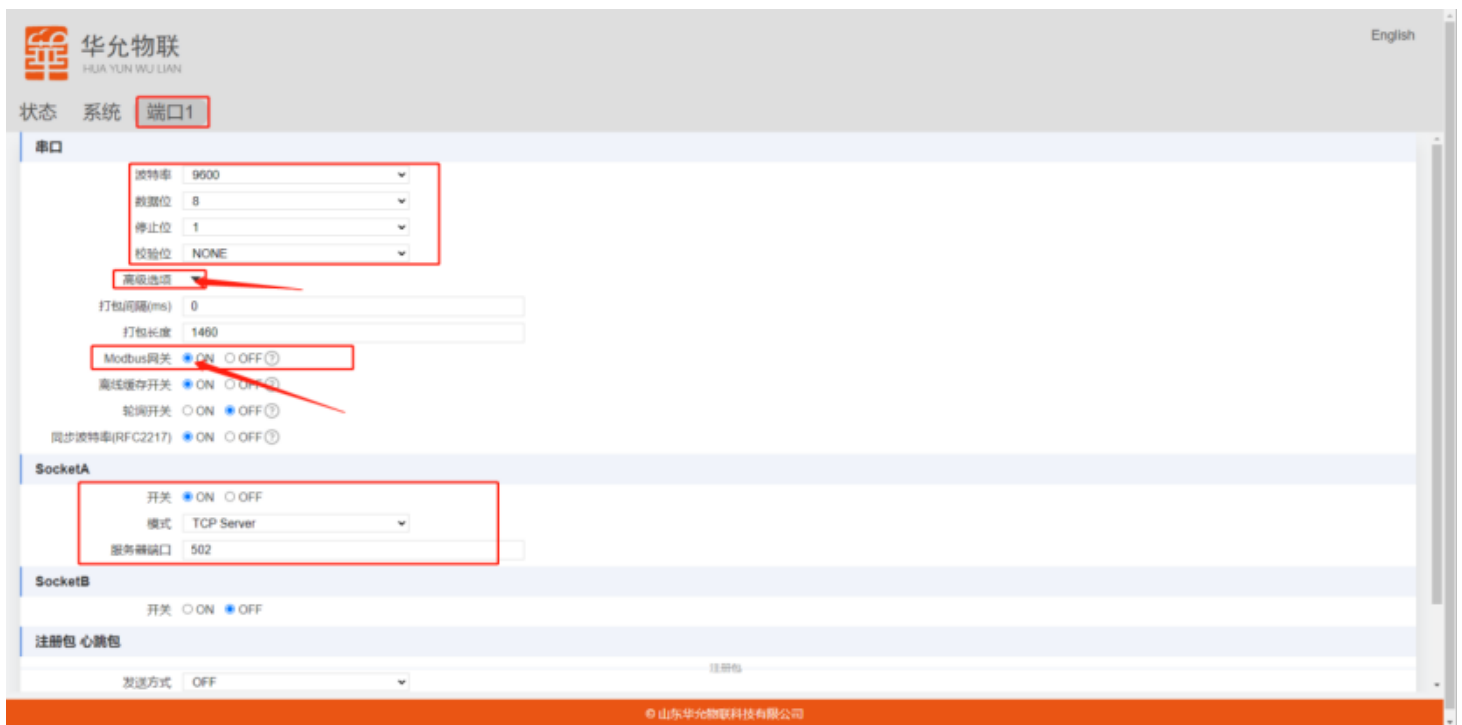 华允物联
HUA YUN WU LIAN
English
状态 系统 端口1
串口
波特率 9600
数据位 8
停止位 1
校验位 NONE
高级选项
打包间隔(ms) 0
打包长度 1460
Modbus网关 ON OFF ?
离线缓存开关 ON OFF ?
轮询开关 ON OFF ?
同步波特率(RFC2217) ON OFF ?
SocketA
开关 ON OFF
模式 TCP Server
服务器端口 502
SocketB
开关 ON OFF
注册包 心跳包
注册包
发送方式 OFF
© 山东华允物联科技有限公司